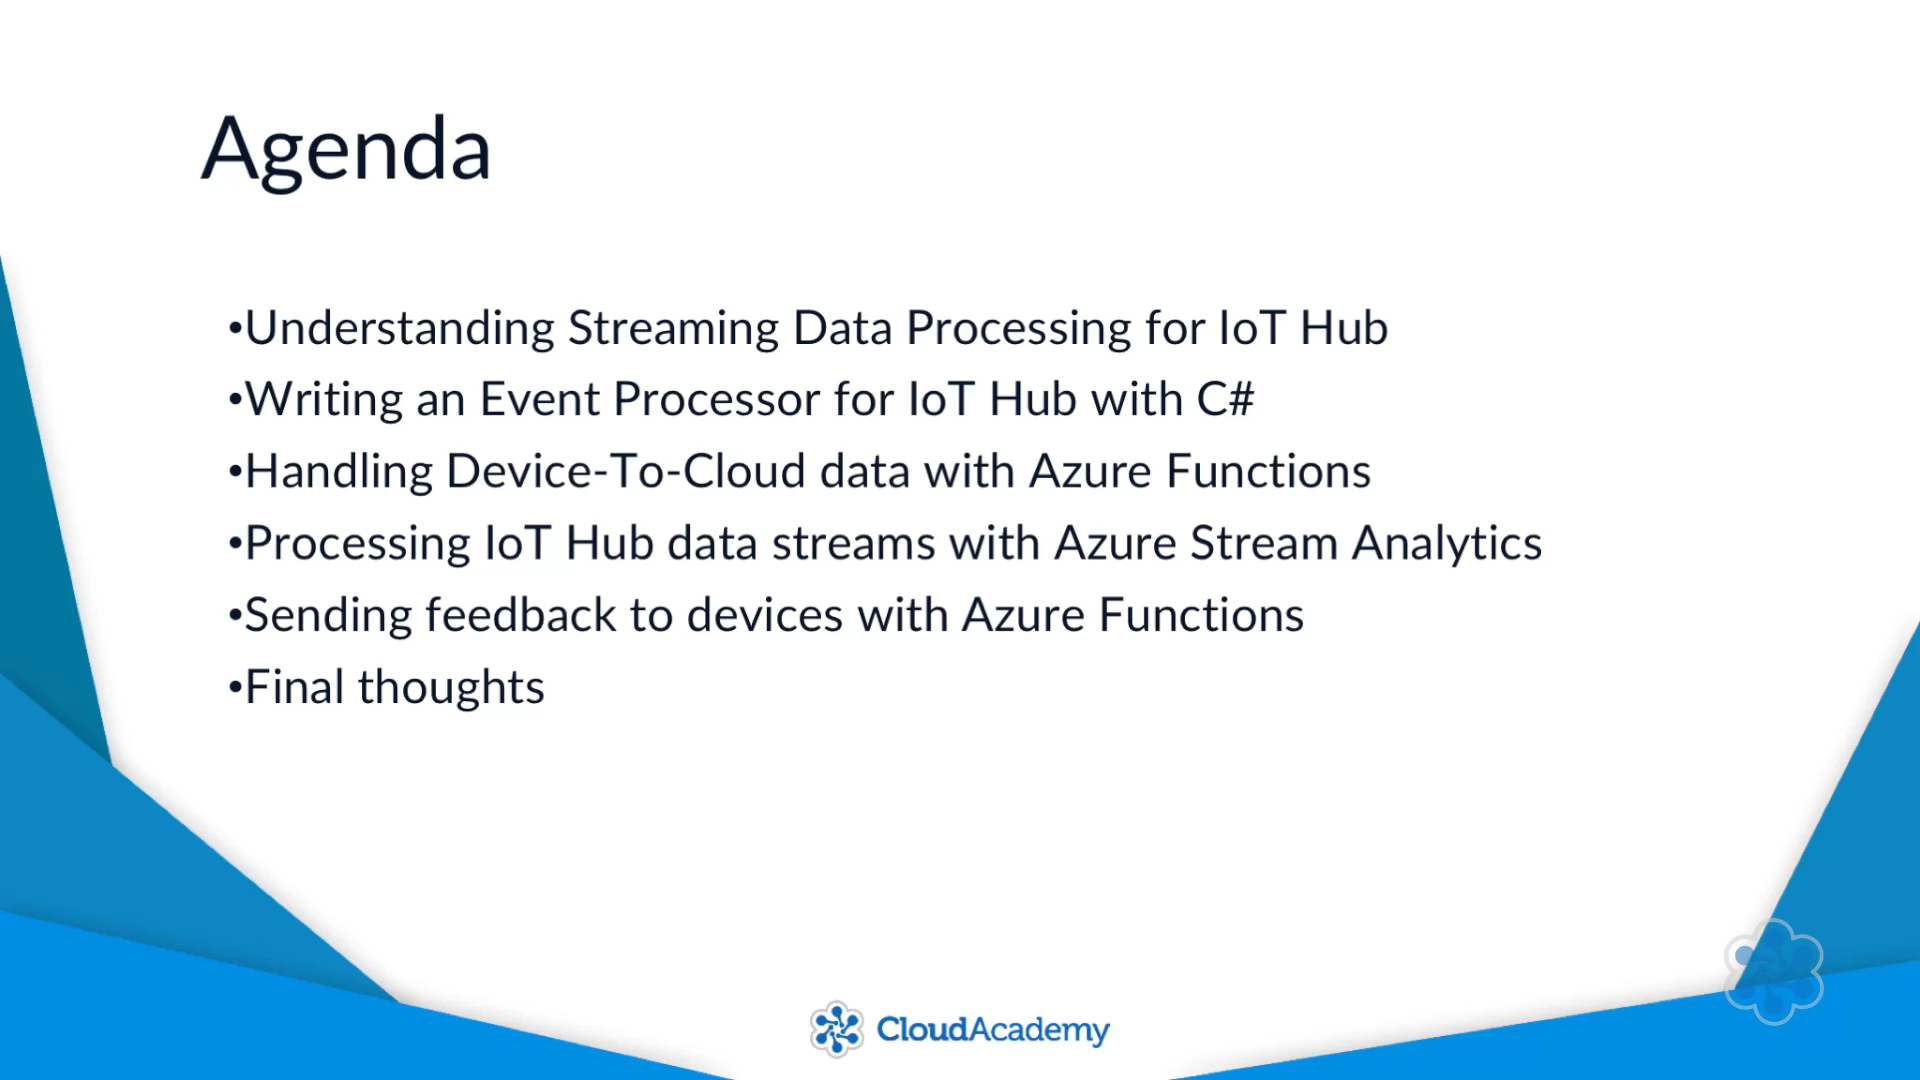 Agenda
•Understanding Streaming Data Processing for IoT Hub
•Writing an Event Processor for IoT Hub with C#
•Handling Device-To-Cloud data with Azure Functions
•Processing IoT Hub data streams with Azure Stream Analytics
•Sending feedback to devices with Azure Functions
•Final thoughts
CloudAcademy